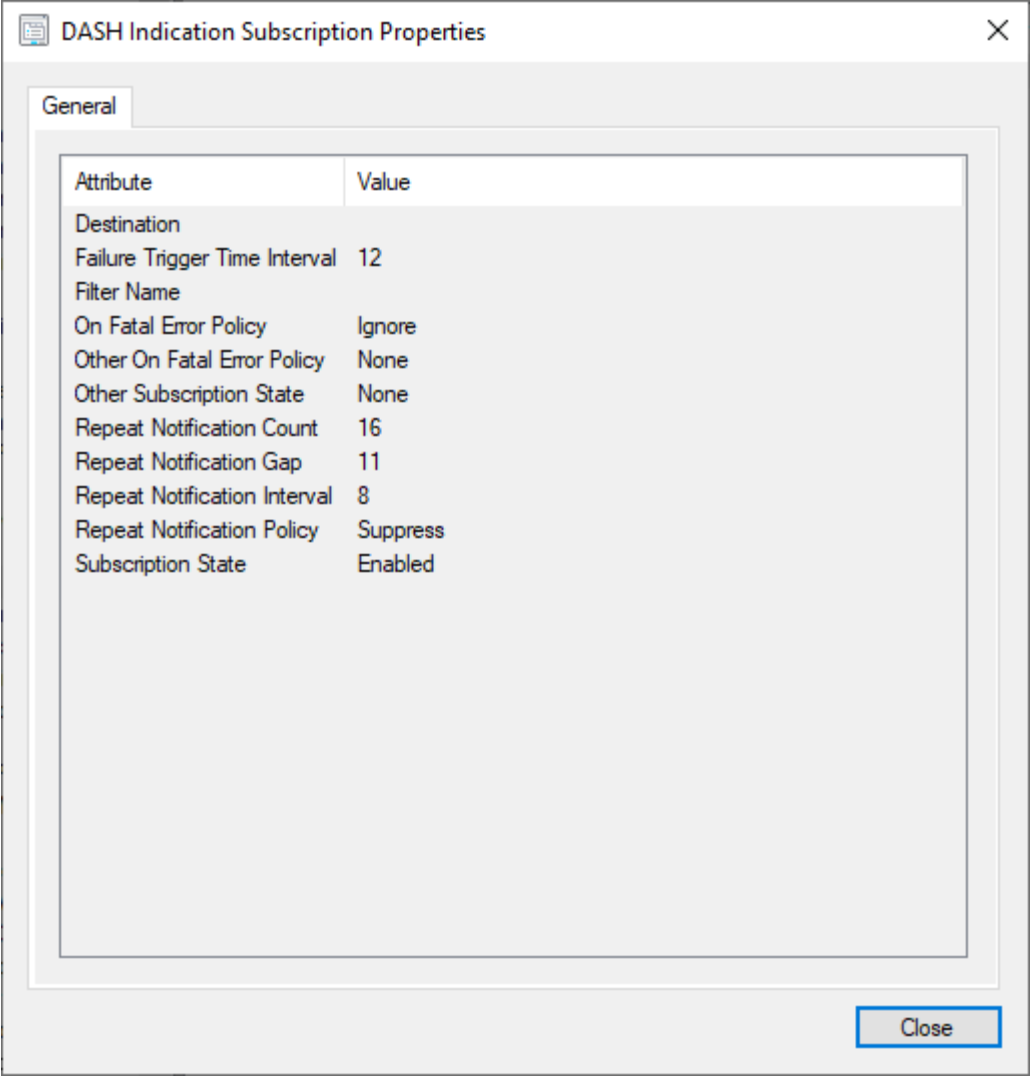 DASH Indication Subscription Properties
General
Attribute Value
Destination
Failure Trigger Time Interval 12
Filter Name
On Fatal Error Policy Ignore
Other On Fatal Error Policy None
Other Subscription State None
Repeat Notification Count 16
Repeat Notification Gap 11
Repeat Notification Interval 8
Repeat Notification Policy Suppress
Subscription State Enabled
Close